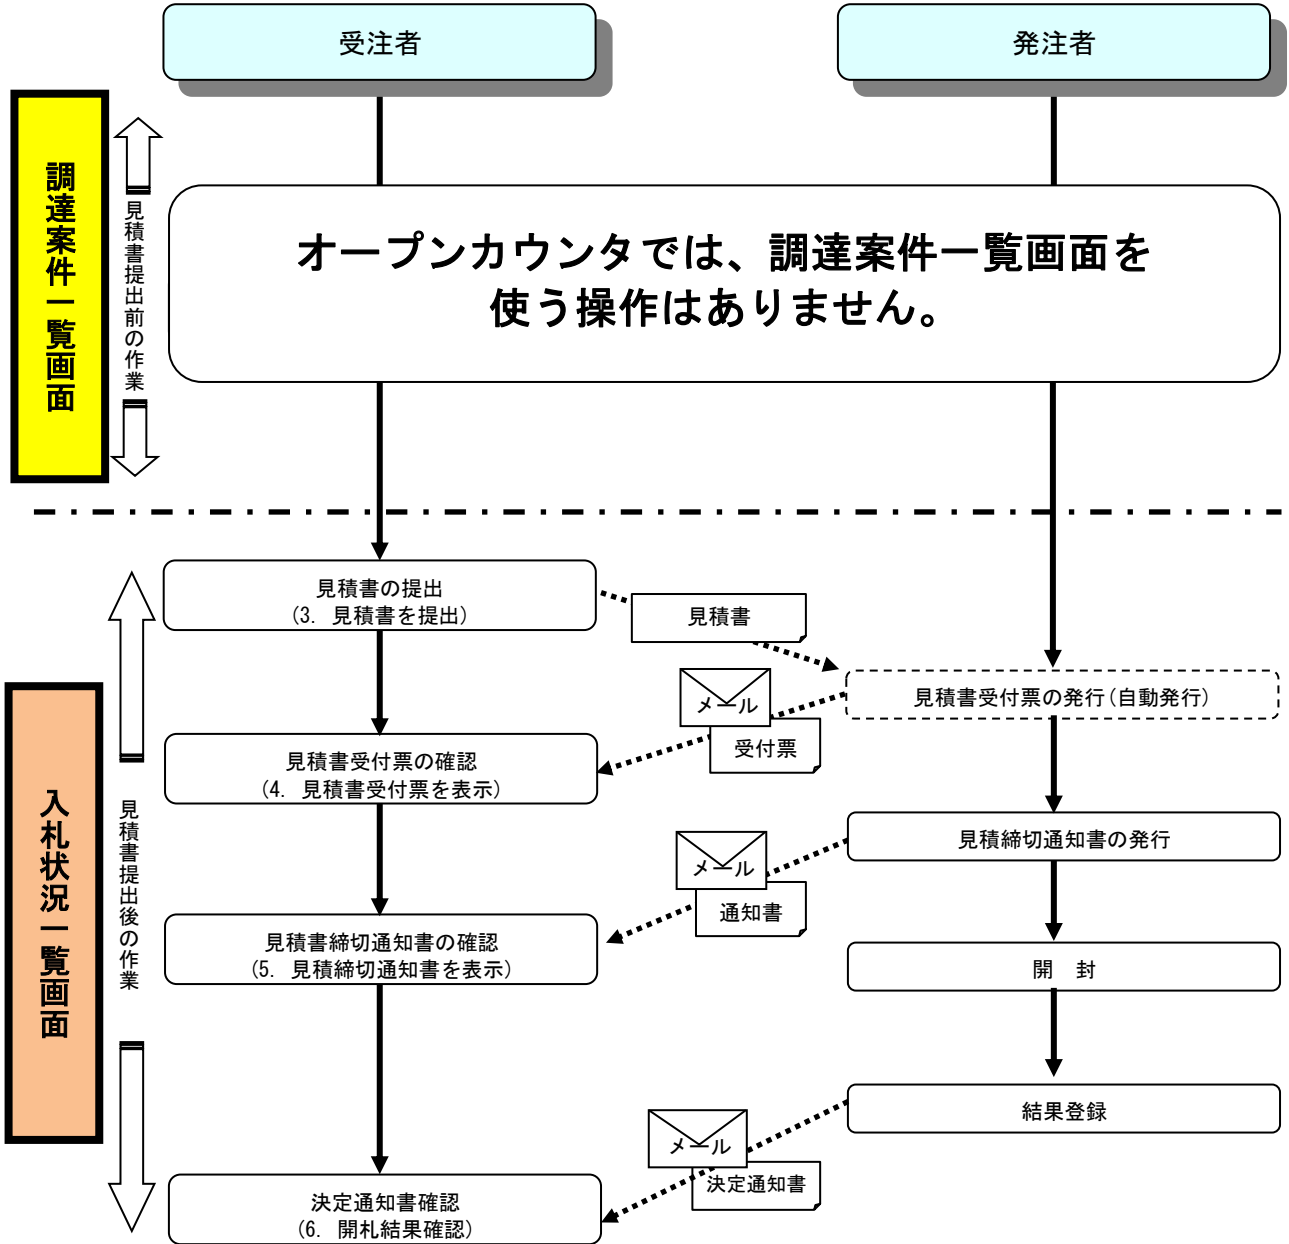 受注者
発注者
調達案件一覧画面
見積書提出前の作業
オープンカウンタでは、調達案件一覧画面を
使う操作はありません。
見積書の提出
(3. 見積書を提出)
見積書
見積書受付票の発行(自動発行)
メール
受付票
見積書受付票の確認
(4. 見積書受付票を表示)
入札状況一覧画面
見積書提出後の作業
見積締切通知書の発行
メール
通知書
見積書締切通知書の確認
(5. 見積締切通知書を表示)
開　封
結果登録
メール
決定通知書
決定通知書確認
(6. 開札結果確認)